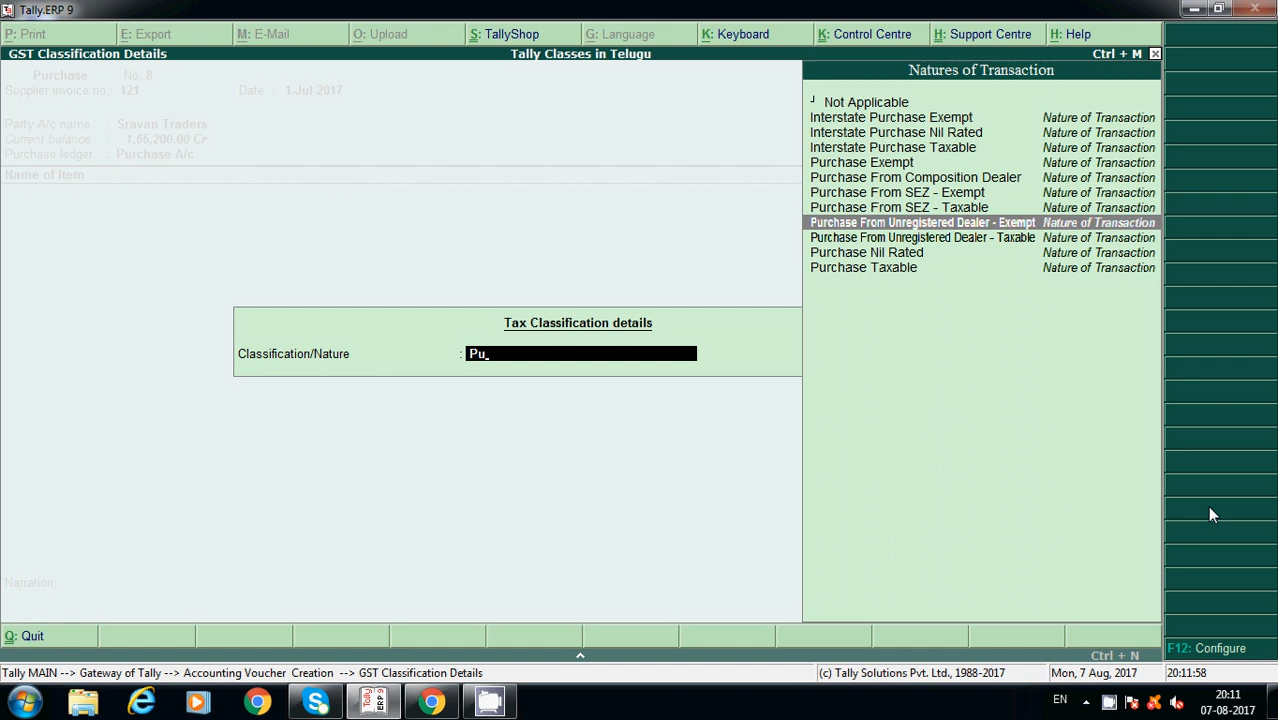 Tally.ERP 9
P: Print E: Export M: E-Mail O: Upload S: TallyShop G: Language K: Keyboard K: Control Centre H: Support Centre H: Help
GST Classification Details Tally Classes in Telugu Ctrl + M
Purchase No. 8
Supplier invoice no.: 121 Date : 1-Jul-2017
Party A/c name : Sravan Traders
Current balance : 1,65,200.00 Cr
Purchase ledger : Purchase A/c
Name of Item
Natures of Transaction
Not Applicable
Interstate Purchase Exempt Nature of Transaction
Interstate Purchase Nil Rated Nature of Transaction
Interstate Purchase Taxable Nature of Transaction
Purchase Exempt Nature of Transaction
Purchase From Composition Dealer Nature of Transaction
Purchase From SEZ - Exempt Nature of Transaction
Purchase From SEZ - Taxable Nature of Transaction
Purchase From Unregistered Dealer - Exempt Nature of Transaction
Purchase From Unregistered Dealer - Taxable Nature of Transaction
Purchase Nil Rated Nature of Transaction
Purchase Taxable Nature of Transaction
Tax Classification details
Classification/Nature : Pu
Narration:
Q: Quit
F12: Configure
Ctrl + N
Tally MAIN --> Gateway of Tally --> Accounting Voucher Creation --> GST Classification Details (c) Tally Solutions Pvt. Ltd., 1988-2017 Mon, 7 Aug, 2017 20:11:58
EN 20:11
07-08-2017